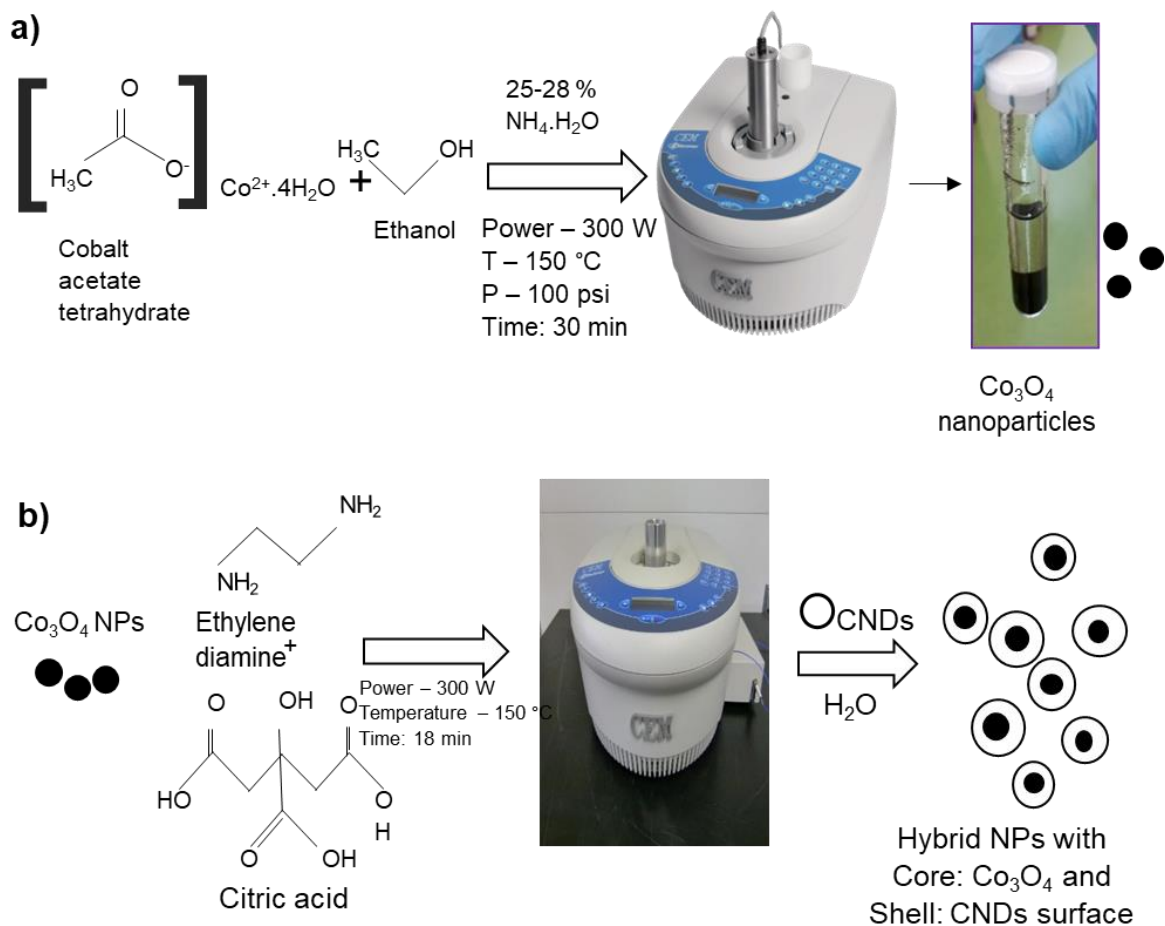 a)
O
H₃C
O⁻
Co²⁺.4H₂O
+
H₃C
OH
Cobalt
acetate
tetrahydrate
Ethanol
25-28 %
NH₄.H₂O
Power – 300 W
T – 150 °C
P – 100 psi
Time: 30 min
CEM
CEM
Co₃O₄
nanoparticles
b)
Co₃O₄ NPs
NH₂
NH₂
Ethylene
diamine+
O
OH
O
HO
O
H
O
OH
Citric acid
Power – 300 W
Temperature – 150 °C
Time: 18 min
CEM
CEM
CNDs
H₂O
Hybrid NPs with
Core: Co₃O₄ and
Shell: CNDs surface